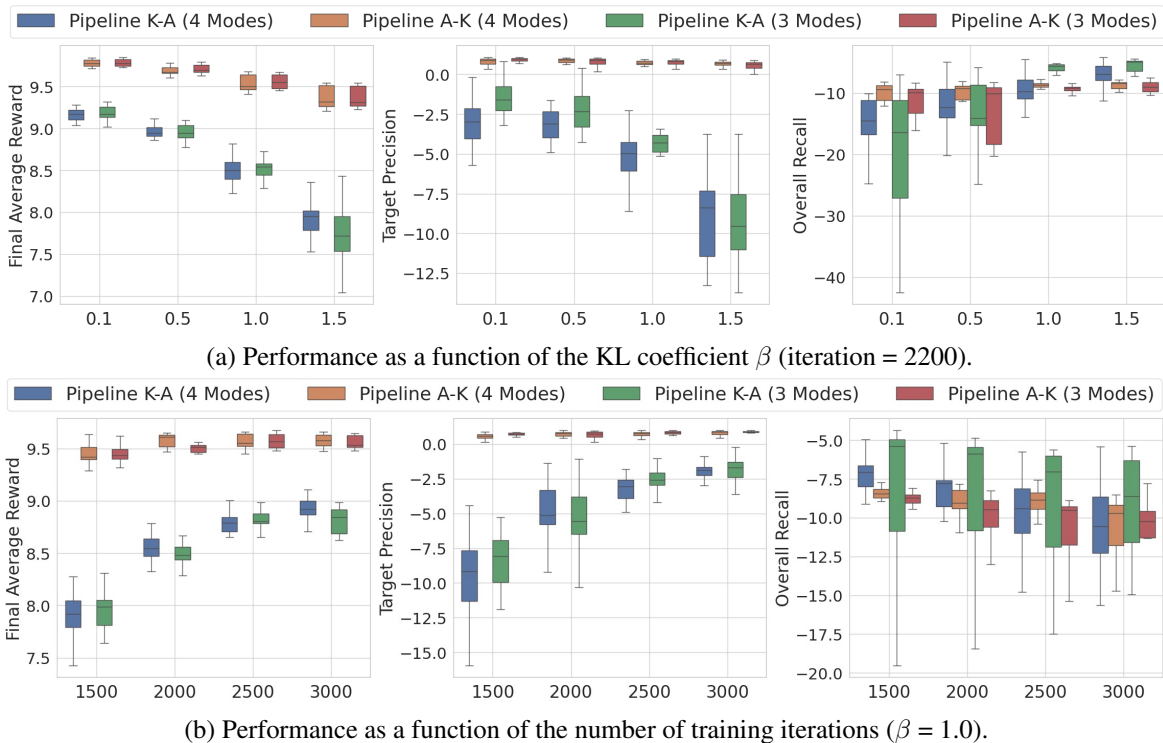 Pipeline K-A (4 Modes) Pipeline A-K (4 Modes) Pipeline K-A (3 Modes) Pipeline A-K (3 Modes)
Final Average Reward
9.5
9.0
8.5
8.0
7.5
7.0
0.1 0.5 1.0 1.5
Target Precision
0.0
−2.5
−5.0
−7.5
−10.0
−12.5
0.1 0.5 1.0 1.5
Overall Recall
−10
−20
−30
−40
0.1 0.5 1.0 1.5
(a) Performance as a function of the KL coefficient β (iteration = 2200).
Pipeline K-A (4 Modes) Pipeline A-K (4 Modes) Pipeline K-A (3 Modes) Pipeline A-K (3 Modes)
Final Average Reward
9.5
9.0
8.5
8.0
7.5
1500 2000 2500 3000
Target Precision
0.0
−2.5
−5.0
−7.5
−10.0
−12.5
−15.0
1500 2000 2500 3000
Overall Recall
−5.0
−7.5
−10.0
−12.5
−15.0
−17.5
−20.0
1500 2000 2500 3000
(b) Performance as a function of the number of training iterations (β = 1.0).